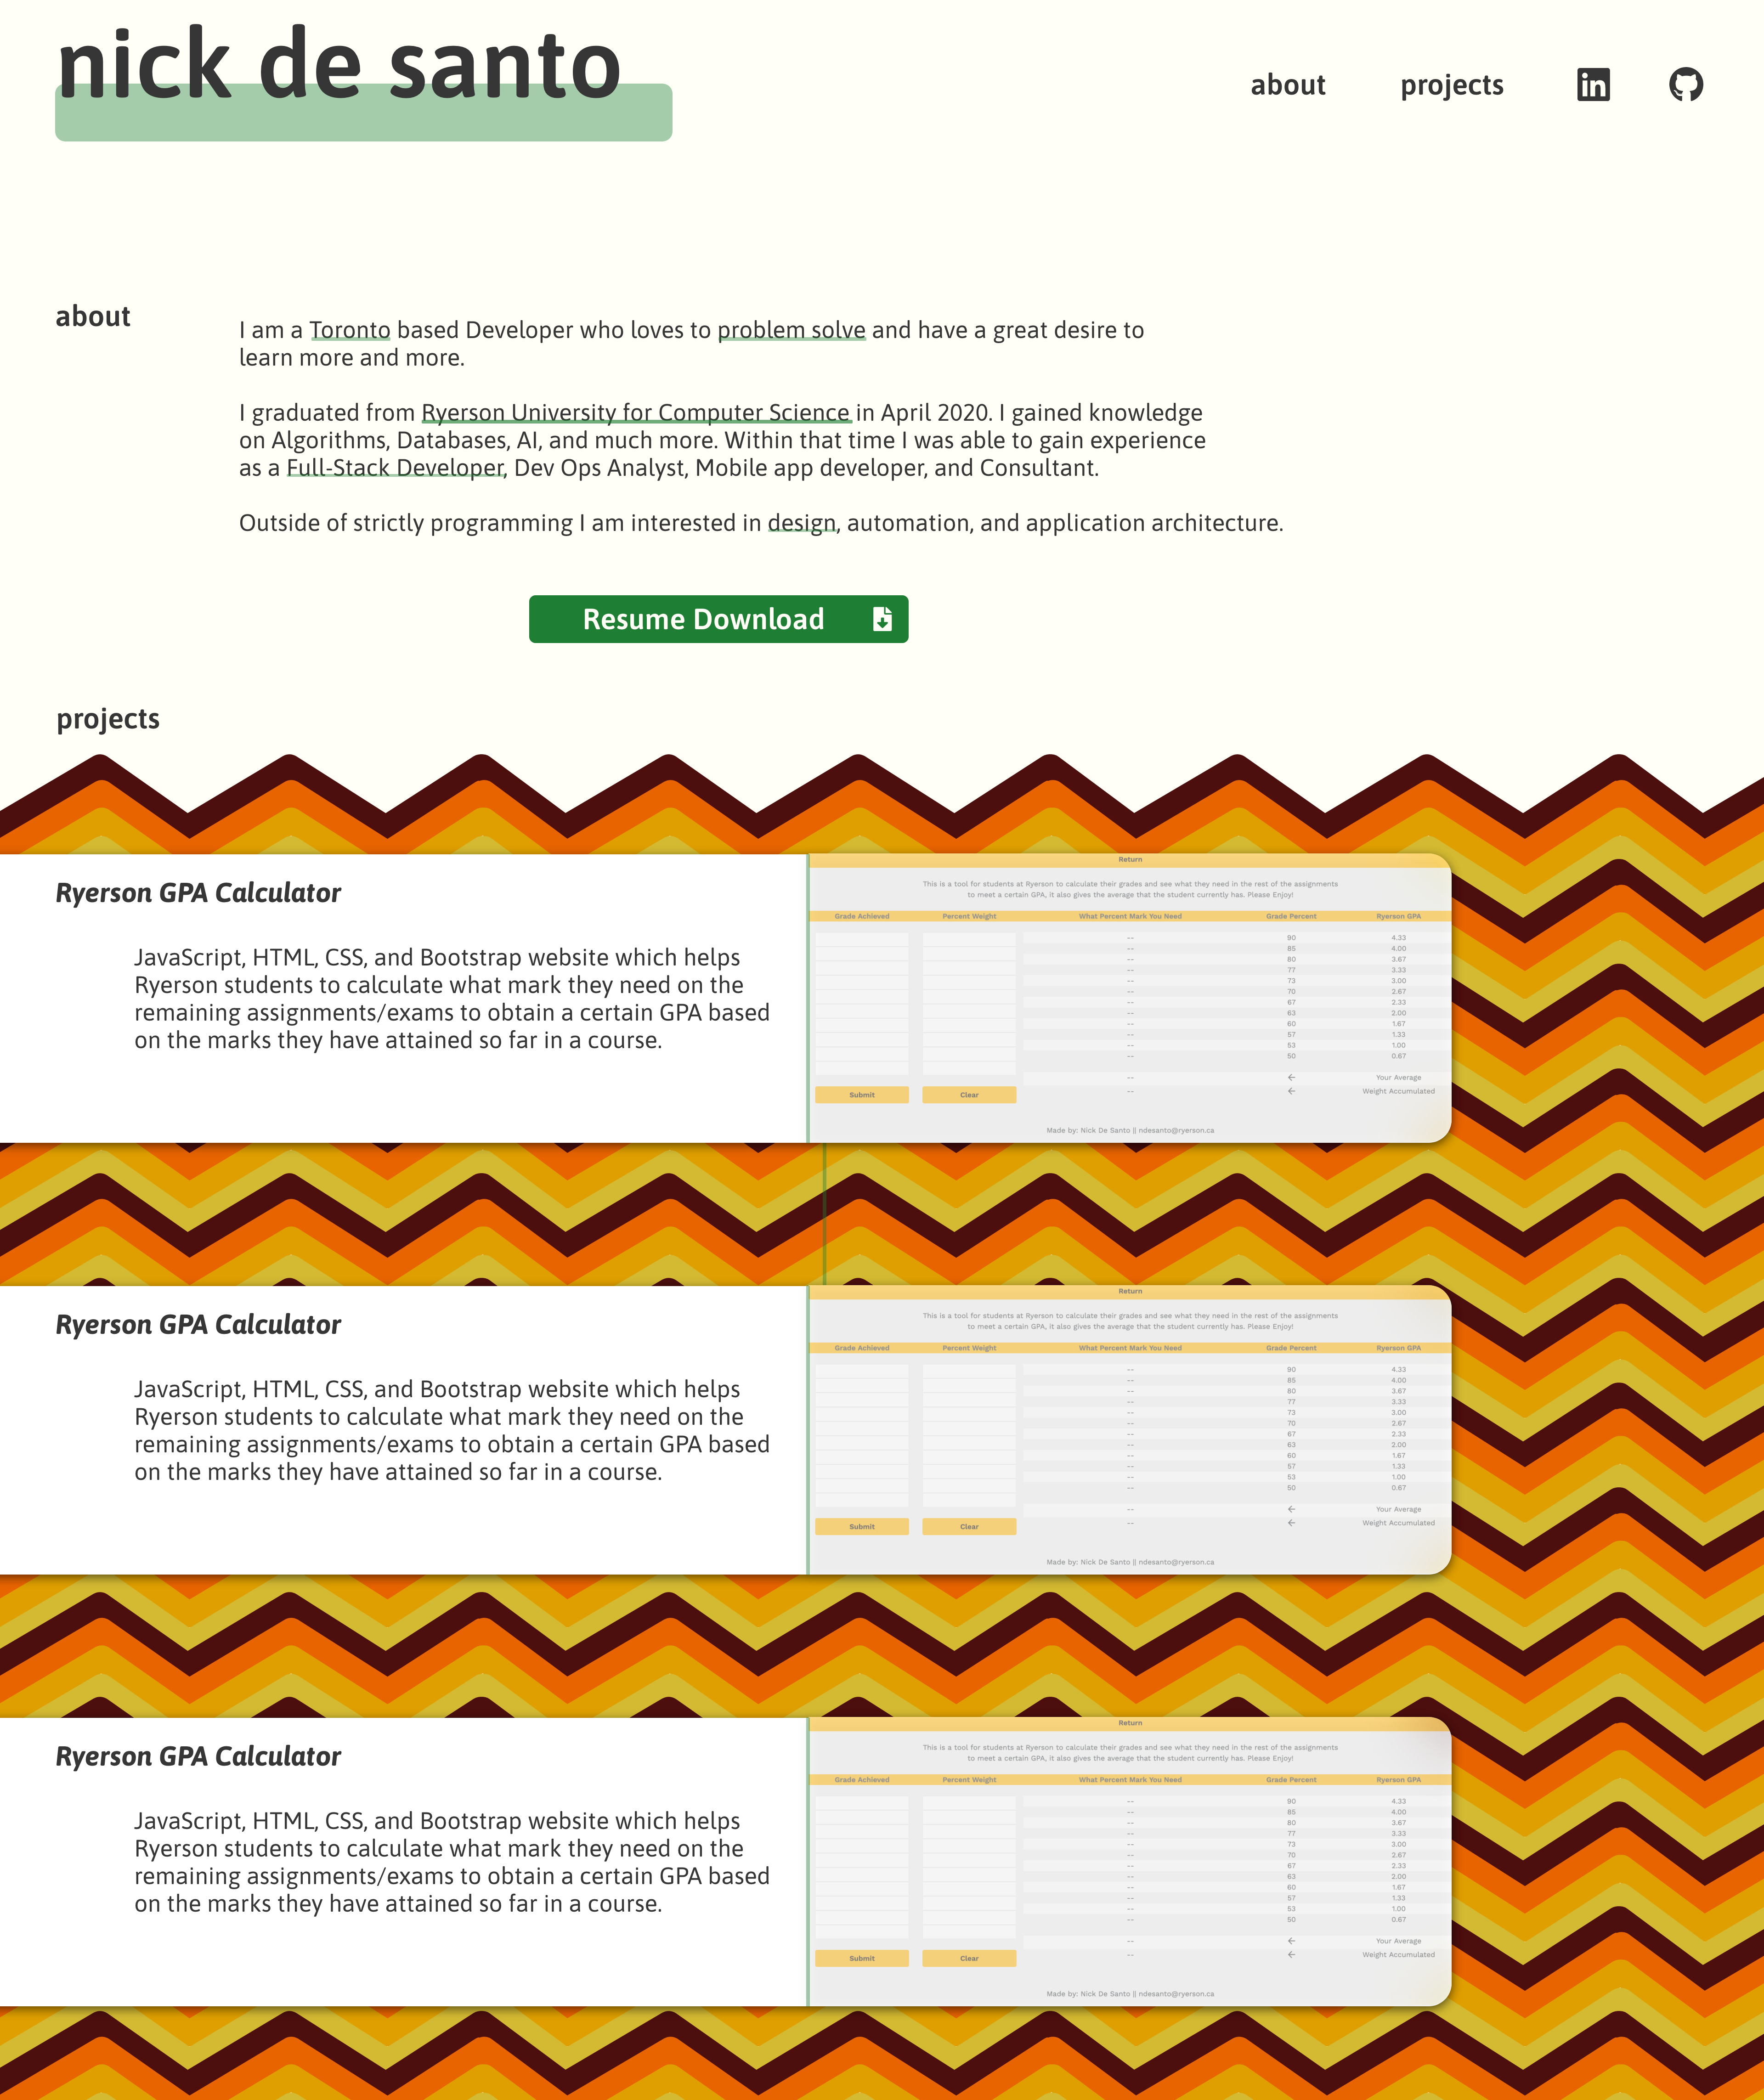 nick de santo
about
projects
about
I am a Toronto based Developer who loves to problem solve and have a great desire to
learn more and more.
I graduated from Ryerson University for Computer Science in April 2020. I gained knowledge
on Algorithms, Databases, AI, and much more. Within that time I was able to gain experience
as a Full-Stack Developer, Dev Ops Analyst, Mobile app developer, and Consultant.
Outside of strictly programming I am interested in design, automation, and application architecture.
Resume Download
projects
Ryerson GPA Calculator
JavaScript, HTML, CSS, and Bootstrap website which helps
Ryerson students to calculate what mark they need on the
remaining assignments/exams to obtain a certain GPA based
on the marks they have attained so far in a course.
Return
This is a tool for students at Ryerson to calculate their grades and see what they need in the rest of the assignments
to meet a certain GPA, it also gives the average that the student currently has. Please Enjoy!
Grade Achieved Percent Weight What Percent Mark You Need Grade Percent Ryerson GPA
-- 90 4.33
-- 85 4.00
-- 80 3.67
-- 77 3.33
-- 73 3.00
-- 70 2.67
-- 67 2.33
-- 63 2.00
-- 60 1.67
-- 57 1.33
-- 53 1.00
-- 50 0.67
-- ← Your Average
Submit Clear -- ← Weight Accumulated
Made by: Nick De Santo || ndesanto@ryerson.ca
Ryerson GPA Calculator
JavaScript, HTML, CSS, and Bootstrap website which helps
Ryerson students to calculate what mark they need on the
remaining assignments/exams to obtain a certain GPA based
on the marks they have attained so far in a course.
Return
This is a tool for students at Ryerson to calculate their grades and see what they need in the rest of the assignments
to meet a certain GPA, it also gives the average that the student currently has. Please Enjoy!
Grade Achieved Percent Weight What Percent Mark You Need Grade Percent Ryerson GPA
-- 90 4.33
-- 85 4.00
-- 80 3.67
-- 77 3.33
-- 73 3.00
-- 70 2.67
-- 67 2.33
-- 63 2.00
-- 60 1.67
-- 57 1.33
-- 53 1.00
-- 50 0.67
-- ← Your Average
Submit Clear -- ← Weight Accumulated
Made by: Nick De Santo || ndesanto@ryerson.ca
Ryerson GPA Calculator
JavaScript, HTML, CSS, and Bootstrap website which helps
Ryerson students to calculate what mark they need on the
remaining assignments/exams to obtain a certain GPA based
on the marks they have attained so far in a course.
Return
This is a tool for students at Ryerson to calculate their grades and see what they need in the rest of the assignments
to meet a certain GPA, it also gives the average that the student currently has. Please Enjoy!
Grade Achieved Percent Weight What Percent Mark You Need Grade Percent Ryerson GPA
-- 90 4.33
-- 85 4.00
-- 80 3.67
-- 77 3.33
-- 73 3.00
-- 70 2.67
-- 67 2.33
-- 63 2.00
-- 60 1.67
-- 57 1.33
-- 53 1.00
-- 50 0.67
-- ← Your Average
Submit Clear -- ← Weight Accumulated
Made by: Nick De Santo || ndesanto@ryerson.ca